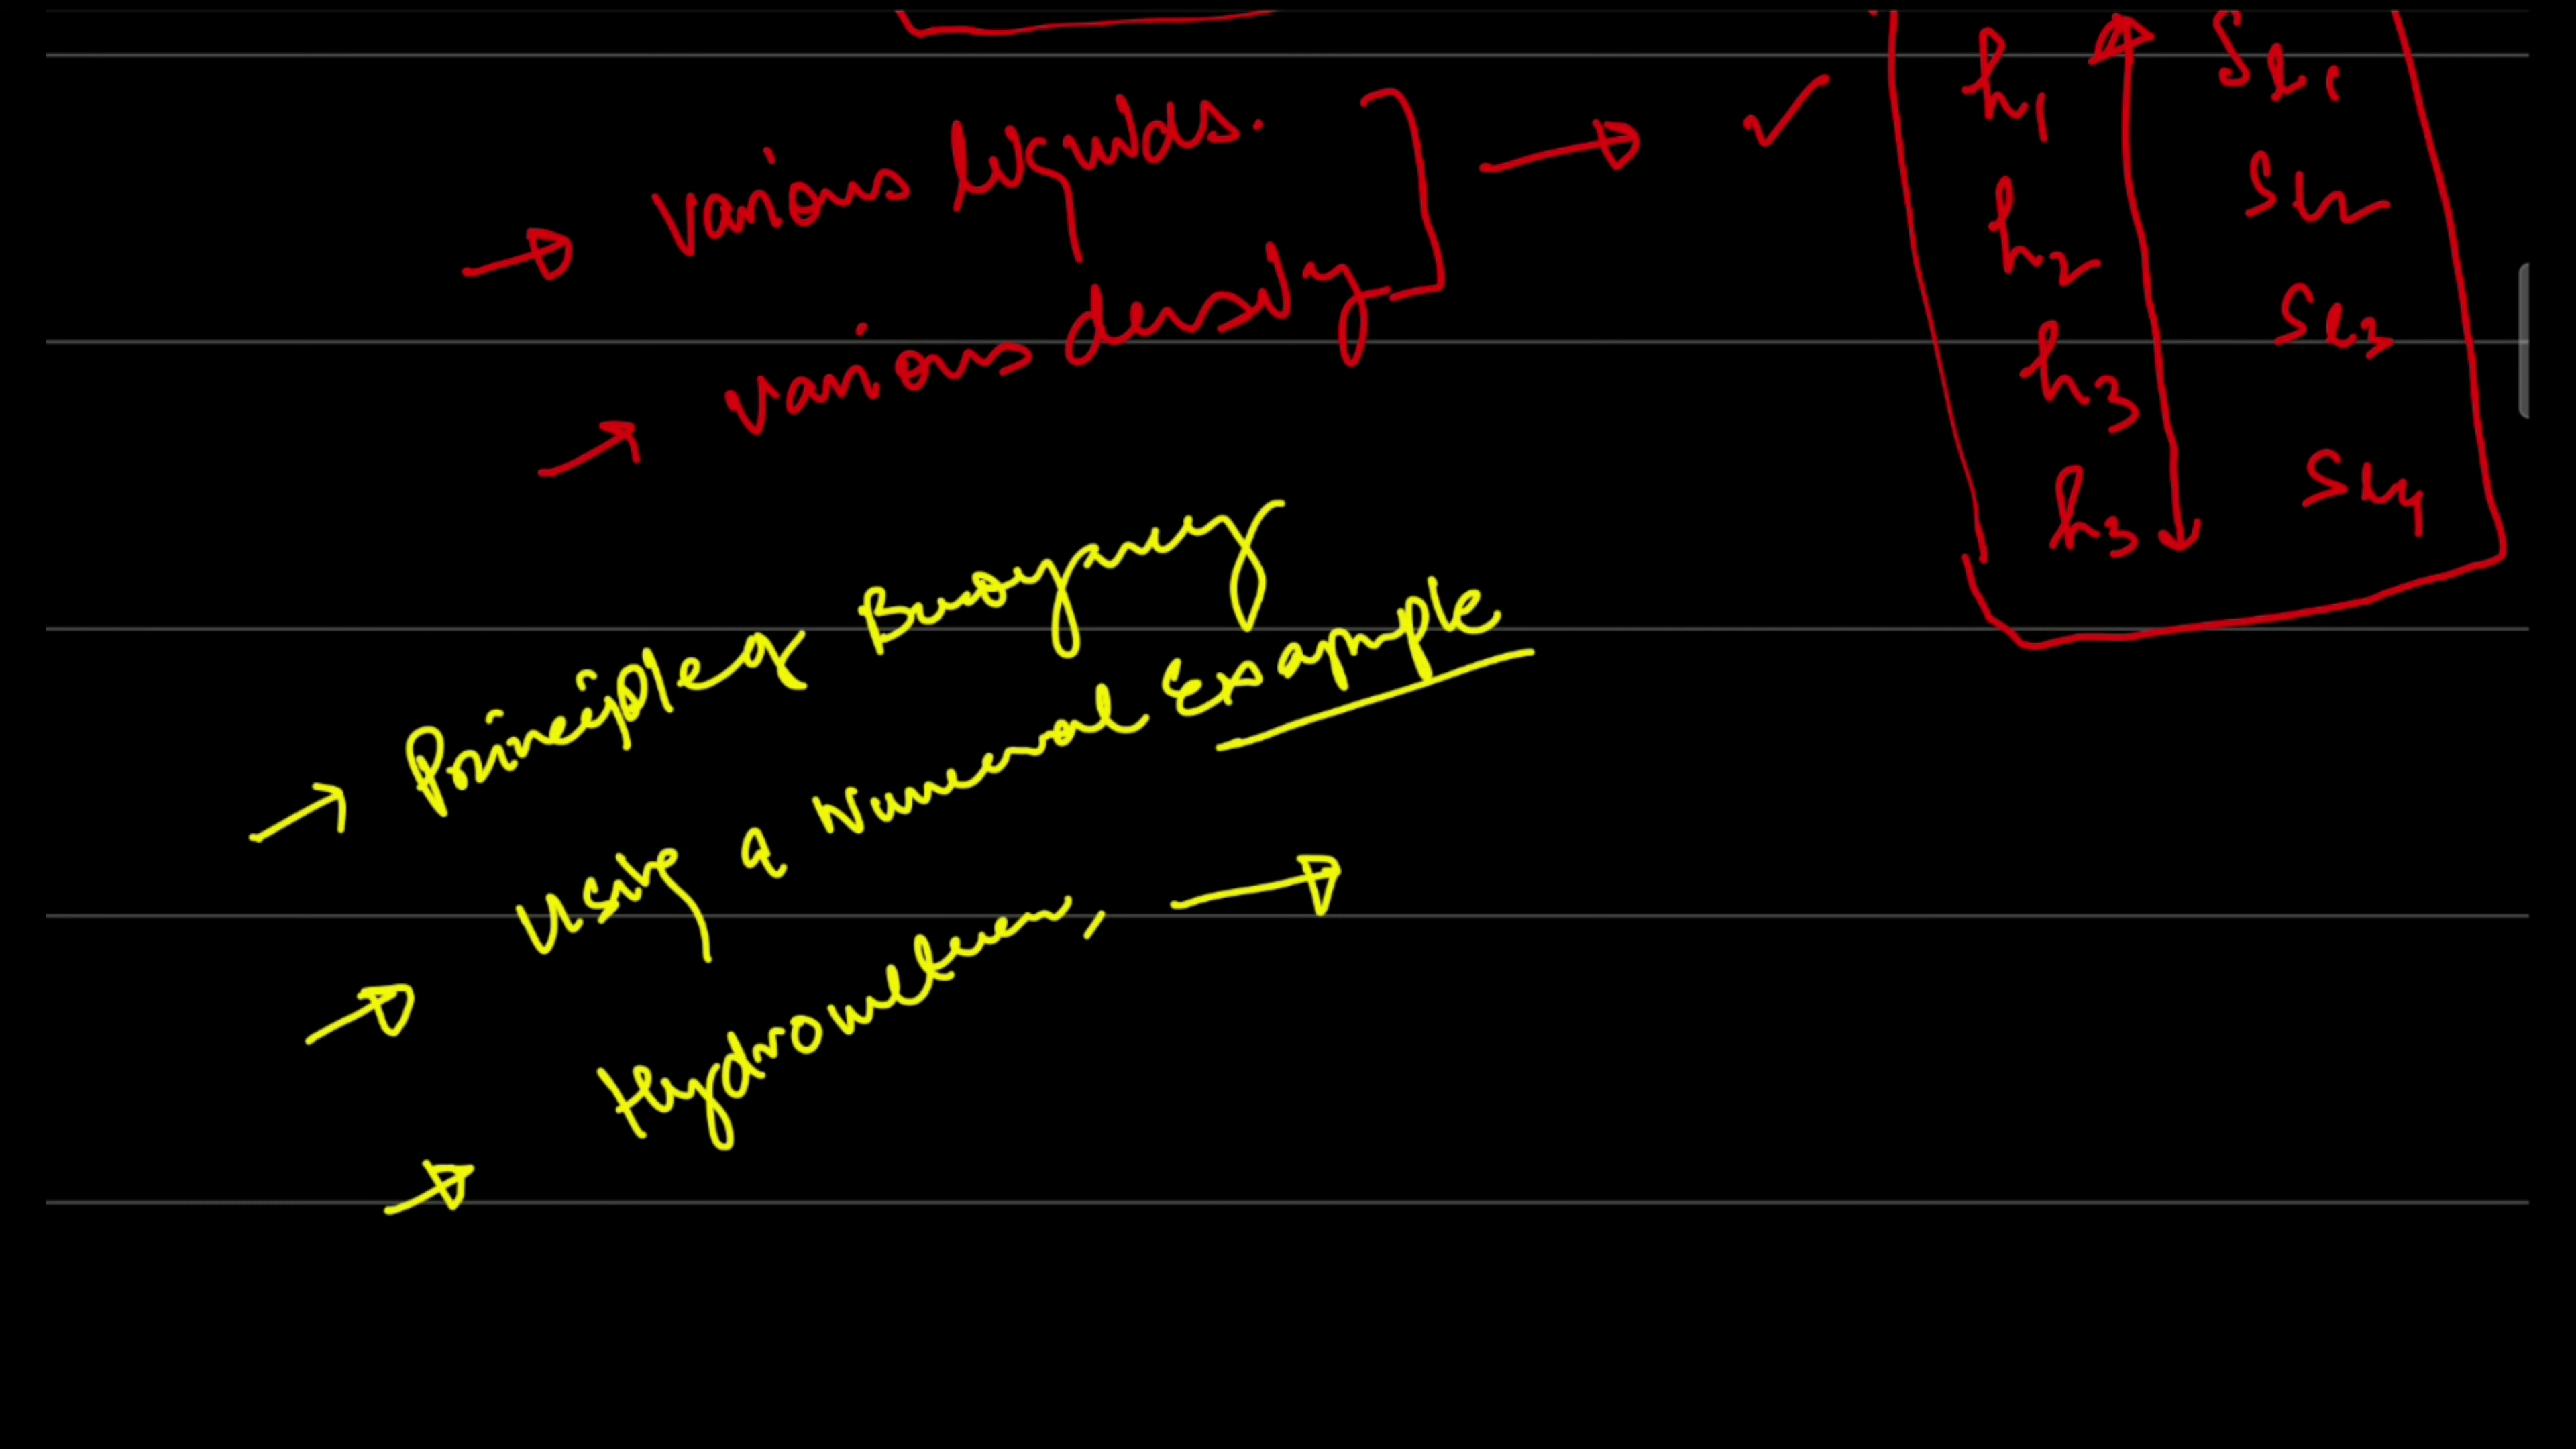 → various liquids. → ✓
→ various density
h1 SL1
h2 SL2
h3 SL3
h3 SL4
→ Principle of Buoyancy
→ Using a Numerical Example
→ Hydrometer, →